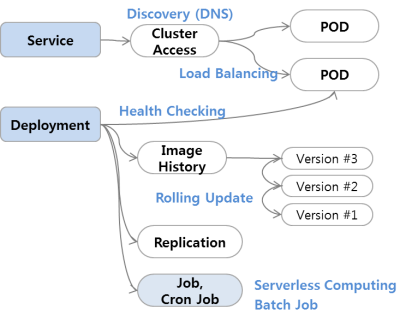 Discovery (DNS)
Service
Cluster
Access
POD
Load Balancing
POD
Health Checking
Deployment
Image
History
Version #3
Version #2
Rolling Update
Version #1
Replication
Job,
Cron Job
Serverless Computing
Batch Job